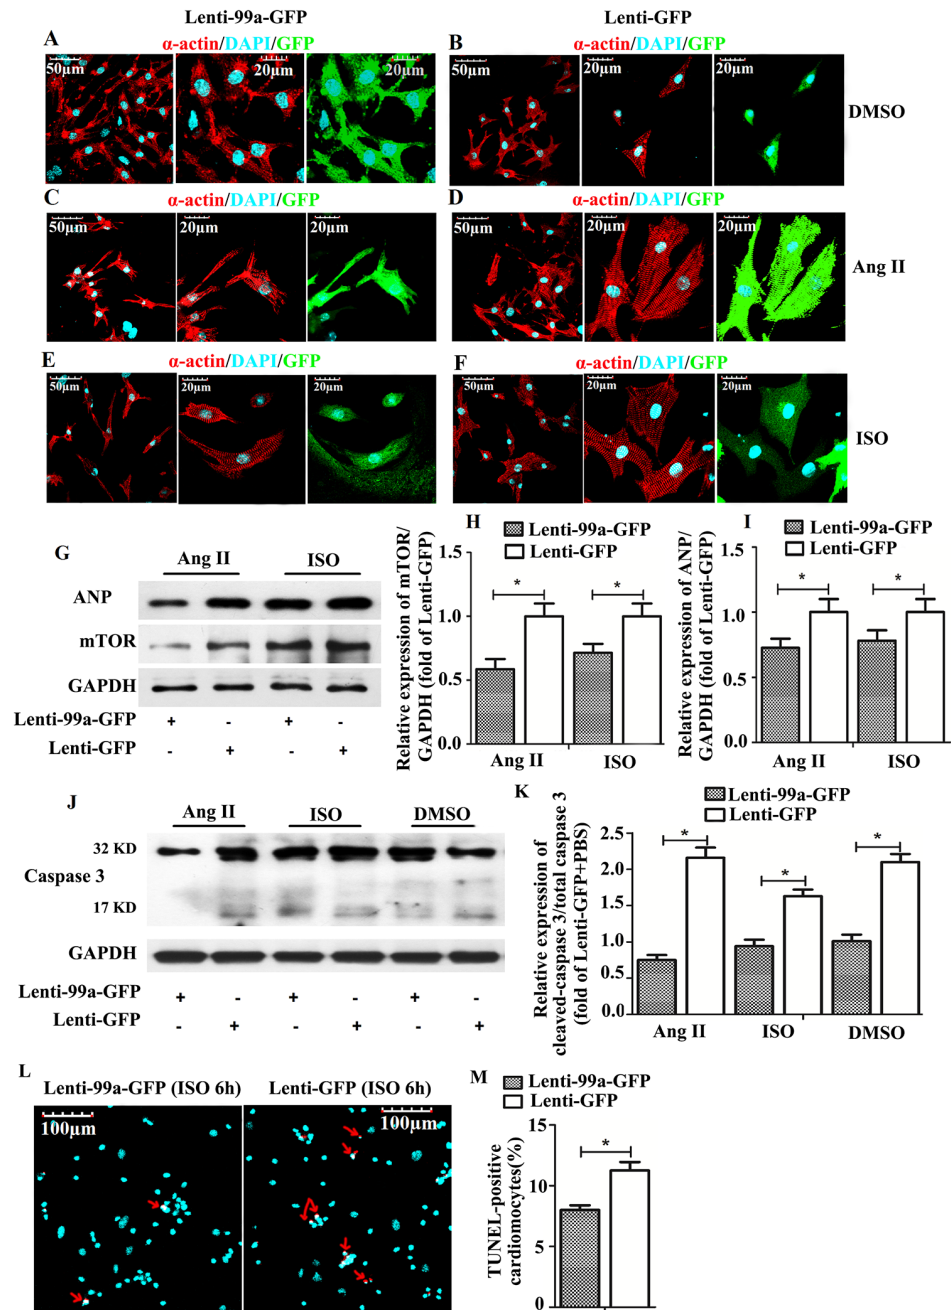 Lenti-99a-GFP Lenti-GFP
A B
α-actin/DAPI/GFP α-actin/DAPI/GFP
50μm 20μm 20μm 50μm 20μm 20μm
DMSO
C D
α-actin/DAPI/GFP α-actin/DAPI/GFP
50μm 20μm 20μm 50μm 20μm 20μm
Ang II
E F
α-actin/DAPI/GFP α-actin/DAPI/GFP
50μm 20μm 20μm 50μm 20μm 20μm
ISO
G
Ang II ISO
ANP
mTOR
GAPDH
Lenti-99a-GFP + - + -
Lenti-GFP - + - +
H
Lenti-99a-GFP
Lenti-GFP
Relative expression of mTOR/
GAPDH (fold of Lenti-GFP)
1.5
1.0
0.5
0.0
* *
Ang II ISO
I
Lenti-99a-GFP
Lenti-GFP
Relative expression of ANP/
GAPDH (fold of Lenti-GFP)
1.5
1.0
0.5
0.0
* *
Ang II ISO
J
Ang II ISO DMSO
32 KD
Caspase 3
17 KD
GAPDH
Lenti-99a-GFP + - + - + -
Lenti-GFP - + - + - +
K
Lenti-99a-GFP
Lenti-GFP
Relative expression of
cleaved-caspase 3/total caspase 3
(fold of Lenti-GFP+PBS)
2.5
2.0
1.5
1.0
0.5
0.0
* * *
Ang II ISO DMSO
L
Lenti-99a-GFP (ISO 6h) Lenti-GFP (ISO 6h)
100μm 100μm
M
Lenti-99a-GFP
Lenti-GFP
TUNEL-positive
cardiomocytes(%)
15
10
5
0
*